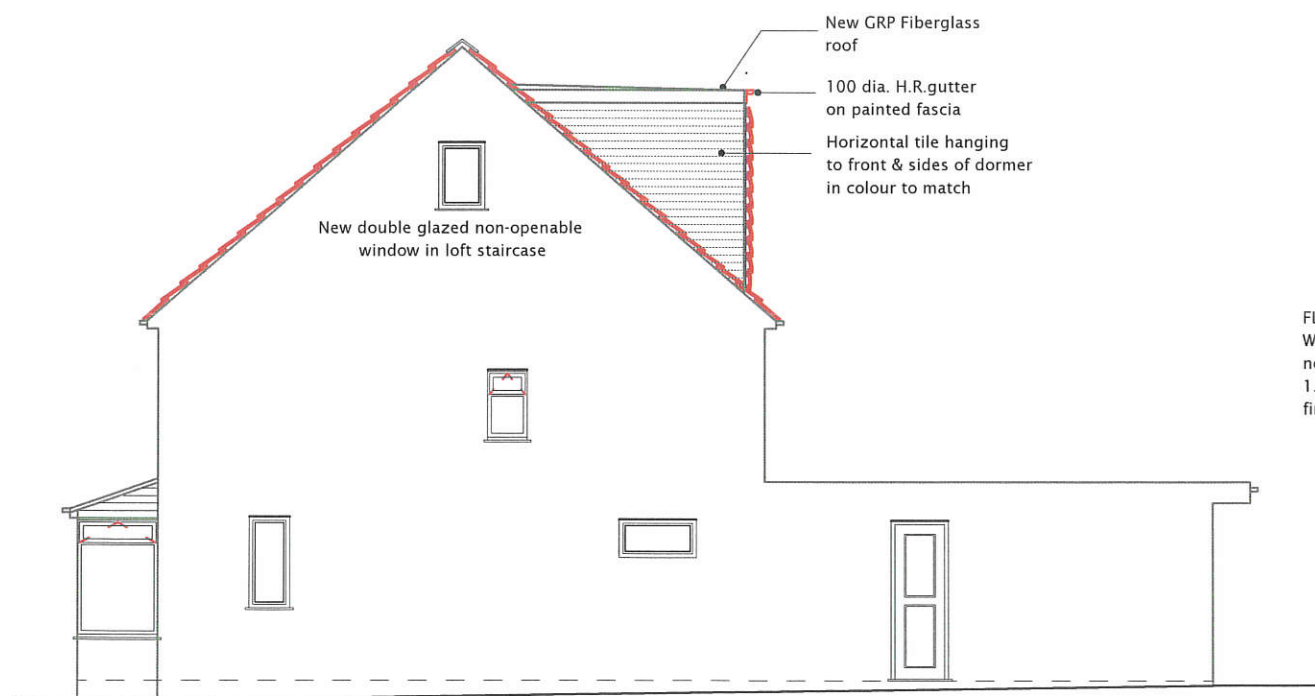 New GRP Fiberglass
roof
100 dia. H.R.gutter
on painted fascia
Horizontal tile hanging
to front & sides of dormer
in colour to match
New double glazed non-openable
window in loft staircase